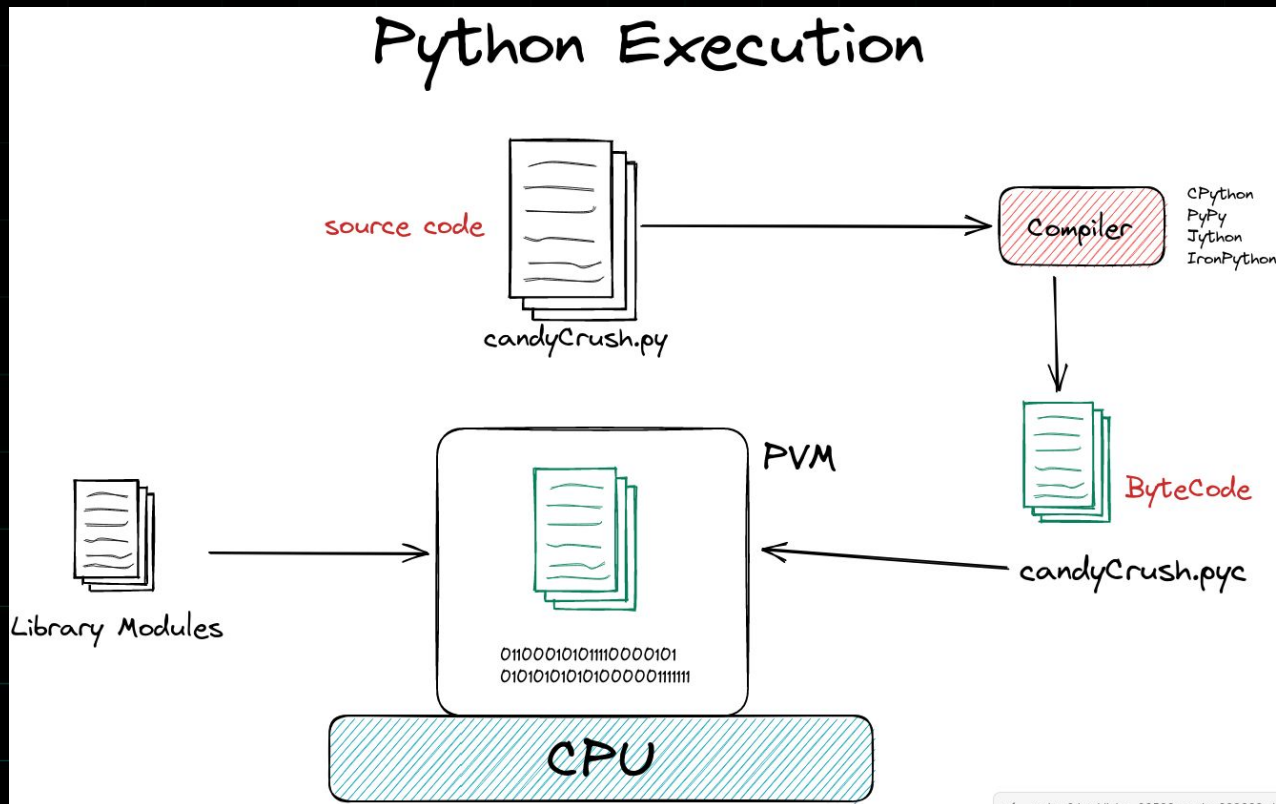 Python Execution
source code
candyCrush.py
Compiler
CPython
PyPy
Jython
IronPython
ByteCode
candyCrush.pyc
PVM
Library Modules
01100010101110000101
0101010101010000011111111
CPU